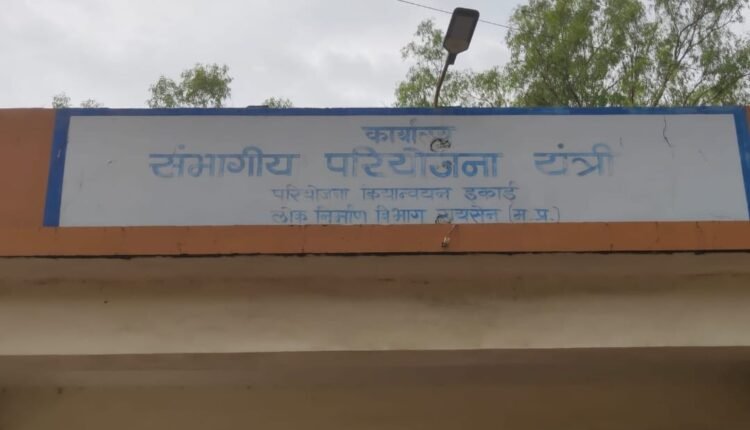 कार्यालय
संभागीय परियोजना यंत्री
परियोजना क्रियान्वयन इकाई
लोक निर्माण विभाग रायसेन (म.प्र.)